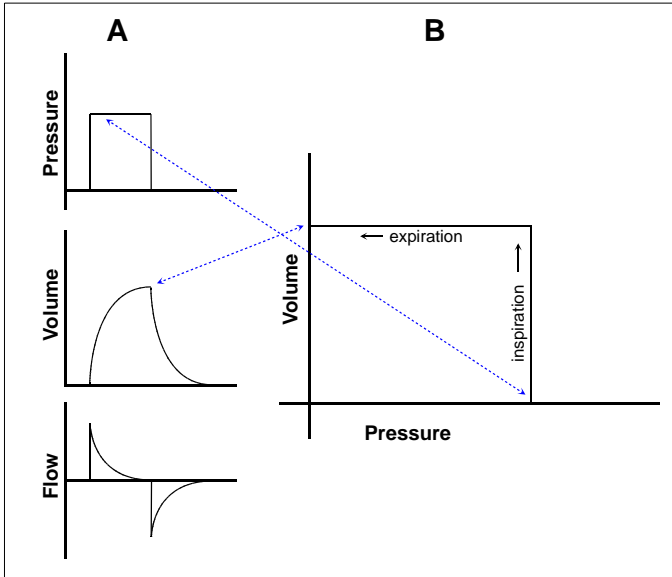 A
B
Pressure
Volume
Flow
Volume
expiration
inspiration
Pressure